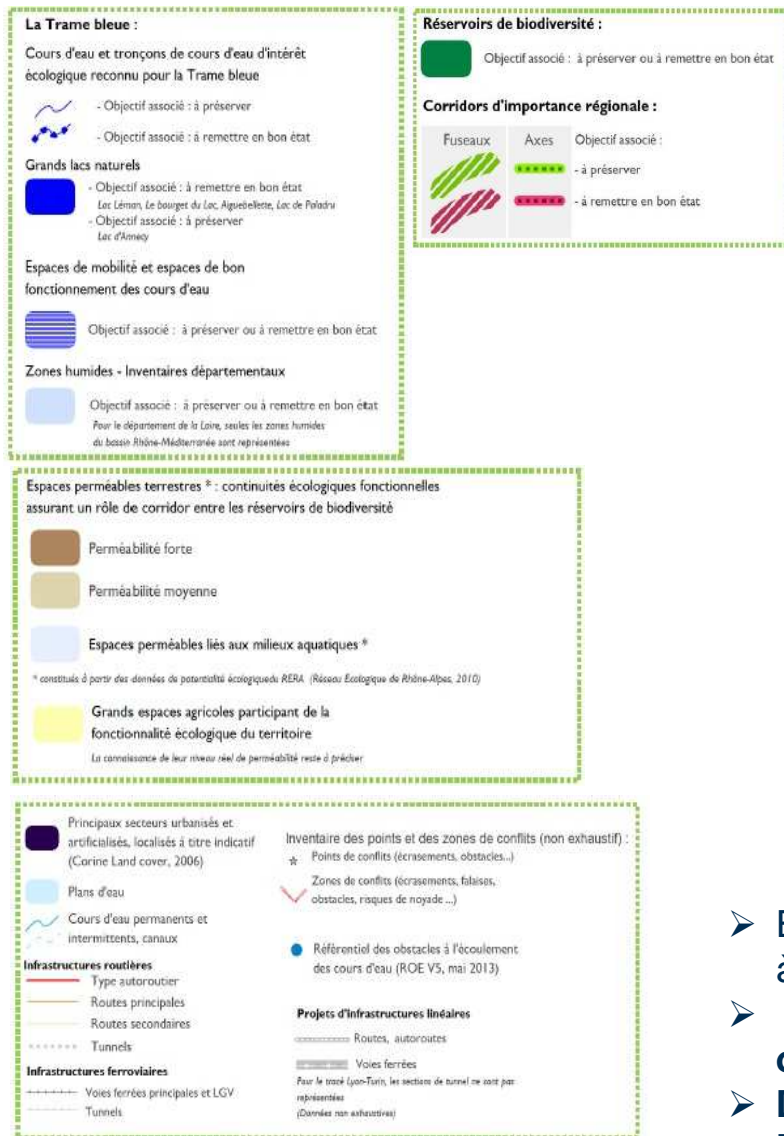 La Trame bleue :
Cours d'eau et tronçons de cours d'eau d'intérêt
écologique reconnu pour la Trame bleue
- Objectif associé : à préserver
- Objectif associé : à remettre en bon état
Grands lacs naturels
- Objectif associé : à remettre en bon état
Lac Léman, Le bourget du Lac, Aiguebellette, Lac de Paladru
- Objectif associé : à préserver
Lac d'Annecy
Espaces de mobilité et espaces de bon
fonctionnement des cours d'eau
Objectif associé : à préserver ou à remettre en bon état
Zones humides - Inventaires départementaux
Objectif associé : à préserver ou à remettre en bon état
Pour le département de la Loire, seules les zones humides
du bassin Rhône-Méditerranée sont représentées
Réservoirs de biodiversité :
Objectif associé : à préserver ou à remettre en bon état
Corridors d'importance régionale :
Fuseaux Axes Objectif associé :
- à préserver
- à remettre en bon état
Espaces perméables terrestres * : continuités écologiques fonctionnelles
assurant un rôle de corridor entre les réservoirs de biodiversité
Perméabilité forte
Perméabilité moyenne
Espaces perméables liés aux milieux aquatiques *
* constitués à partir des données de potentialité écologiquedu RERA (Réseau Ecologique de Rhône-Alpes, 2010)
Grands espaces agricoles participant de la
fonctionnalité écologique du territoire
La connaissance de leur niveau réel de perméabilité reste à préciser
Principaux secteurs urbanisés et
artificialisés, localisés à titre indicatif
(Corine Land cover, 2006)
Plans d'eau
Cours d'eau permanents et
intermittents, canaux
Infrastructures routières
Type autoroutier
Routes principales
Routes secondaires
Tunnels
Infrastructures ferroviaires
Voies ferrées principales et LGV
Tunnels
Inventaire des points et des zones de conflits (non exhaustif) :
Points de conflits (écrasements, obstacles...)
Zones de conflits (écrasements, falaises,
obstacles, risques de noyade ...)
Référentiel des obstacles à l'écoulement
des cours d'eau (ROE V5, mai 2013)
Projets d'infrastructures linéaires
Routes, autoroutes
Voies ferrées
Pour le tracé Lyon-Turin, les sections de tunnel ne sont pas
représentées
(Données non exhaustives)